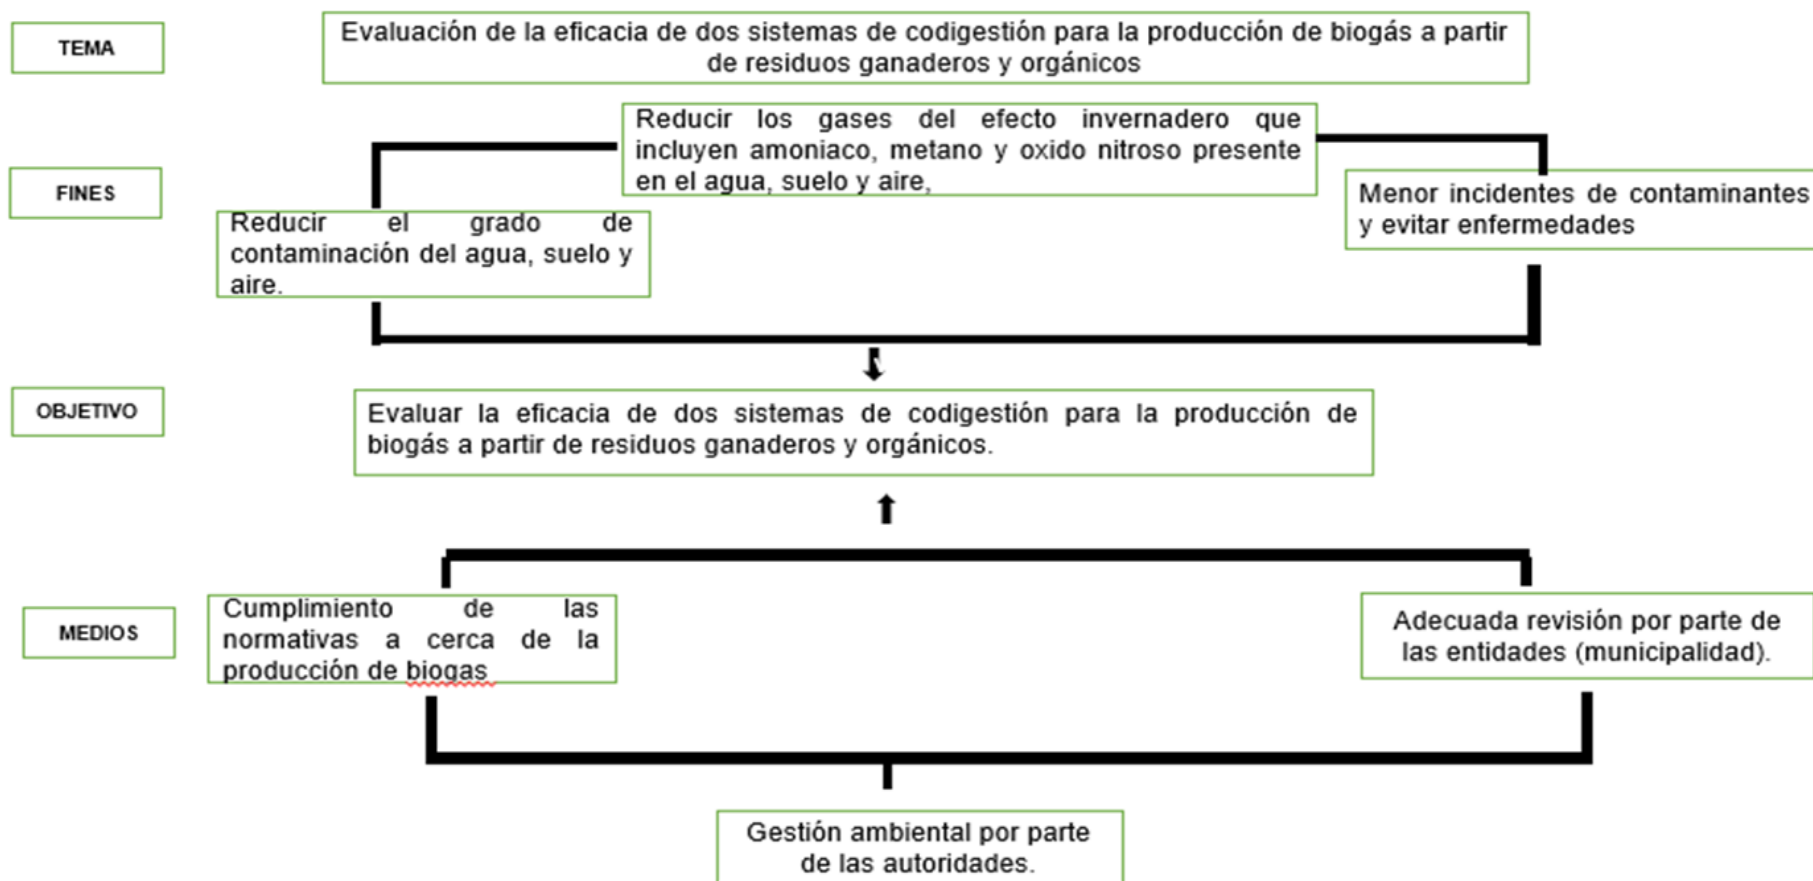 TEMA
Evaluación de la eficacia de dos sistemas de codigestión para la producción de biogás a partir
de residuos ganaderos y orgánicos
Reducir los gases del efecto invernadero que
incluyen amoniaco, metano y oxido nitroso presente
en el agua, suelo y aire,
FINES
Reducir el grado de
contaminación del agua, suelo y
aire.
Menor incidentes de contaminantes
y evitar enfermedades
OBJETIVO
Evaluar la eficacia de dos sistemas de codigestión para la producción de
biogás a partir de residuos ganaderos y orgánicos.
MEDIOS
Cumplimiento de las
normativas a cerca de la
producción de biogas
Adecuada revisión por parte de
las entidades (municipalidad).
Gestión ambiental por parte
de las autoridades.